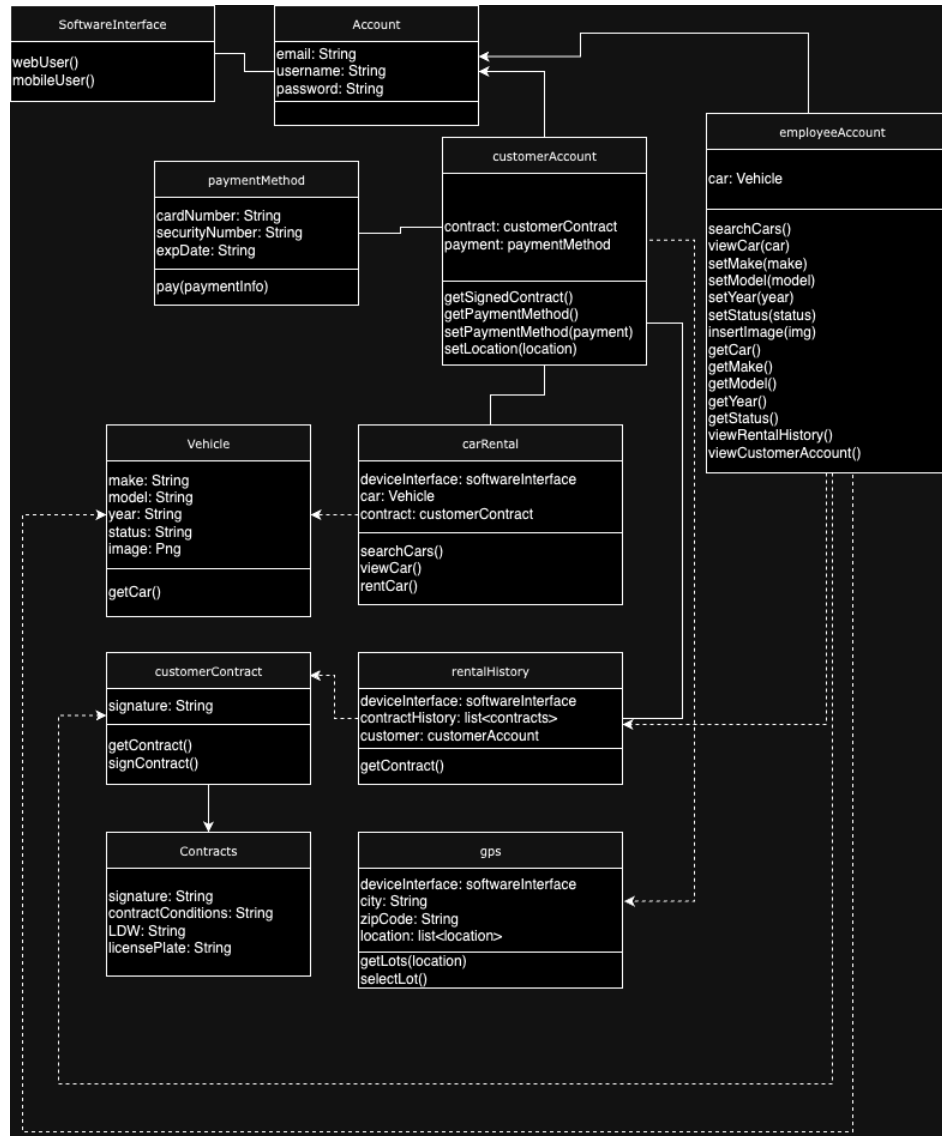 SoftwareInterface
webUser()
mobileUser()
Account
email: String
username: String
password: String
employeeAccount
car: Vehicle
searchCars()
viewCar(car)
setMake(make)
setModel(model)
setYear(year)
setStatus(status)
insertImage(img)
getCar()
getMake()
getModel()
getYear()
getStatus()
viewRentalHistory()
viewCustomerAccount()
customerAccount
contract: customerContract
payment: paymentMethod
getSignedContract()
getPaymentMethod()
setPaymentMethod(payment)
setLocation(location)
paymentMethod
cardNumber: String
securityNumber: String
expDate: String
pay(paymentInfo)
Vehicle
make: String
model: String
year: String
status: String
image: Png
getCar()
carRental
deviceInterface: softwareInterface
car: Vehicle
contract: customerContract
searchCars()
viewCar()
rentCar()
customerContract
signature: String
getContract()
signContract()
rentalHistory
deviceInterface: softwareInterface
contractHistory: list<contracts>
customer: customerAccount
getContract()
Contracts
signature: String
contractConditions: String
LDW: String
licensePlate: String
gps
deviceInterface: softwareInterface
city: String
zipCode: String
location: list<location>
getLots(location)
selectLot()